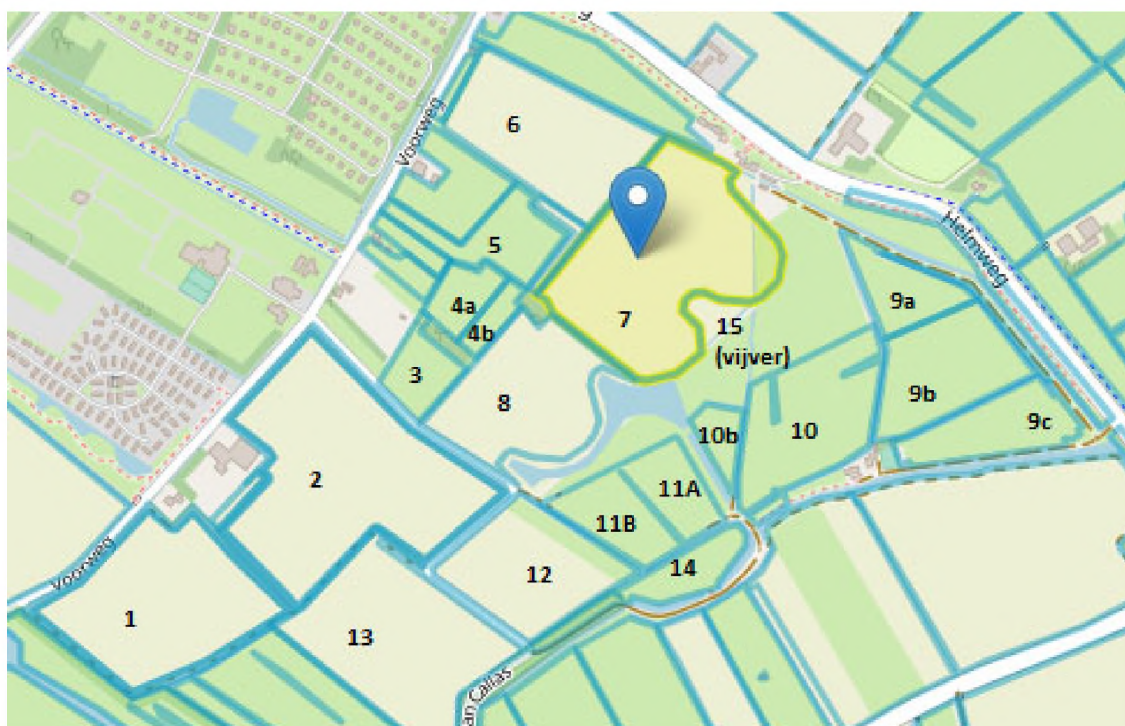 g
Voorweg
6
5
4a
4b
3
7
15
(vijver)
Helmweg
9a
9b
9c
8
10b
10
11A
11B
2
12
14
Voorweg
1
13
an Callas